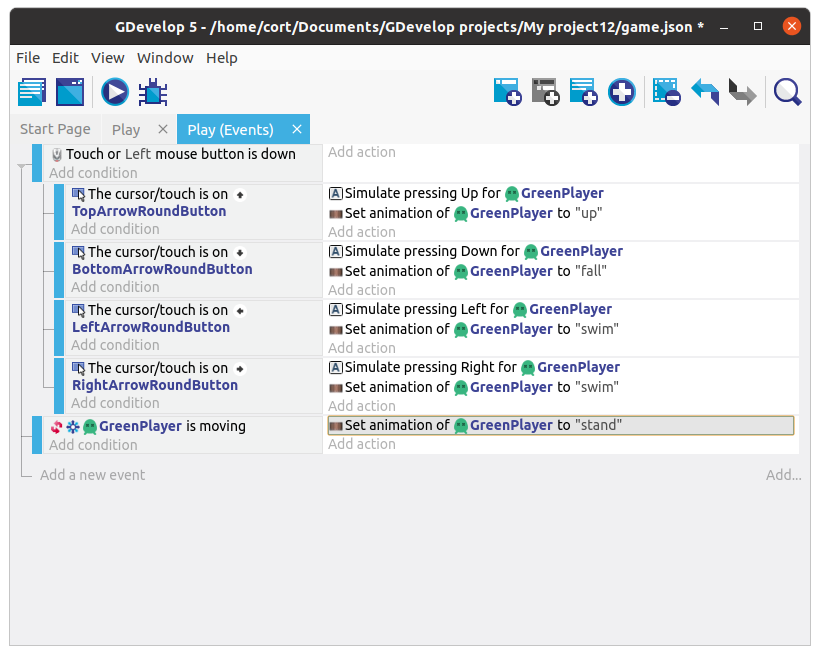 GDevelop 5 - /home/cort/Documents/GDevelop projects/My project12/game.json *
File Edit View Window Help
Start Page Play Play (Events)
Touch or Left mouse button is down
Add condition
Add action
The cursor/touch is on
TopArrowRoundButton
Add condition
Simulate pressing Up for GreenPlayer
Set animation of GreenPlayer to "up"
Add action
The cursor/touch is on
BottomArrowRoundButton
Add condition
Simulate pressing Down for GreenPlayer
Set animation of GreenPlayer to "fall"
Add action
The cursor/touch is on
LeftArrowRoundButton
Add condition
Simulate pressing Left for GreenPlayer
Set animation of GreenPlayer to "swim"
Add action
The cursor/touch is on
RightArrowRoundButton
Add condition
Simulate pressing Right for GreenPlayer
Set animation of GreenPlayer to "swim"
Add action
GreenPlayer is moving
Add condition
Set animation of GreenPlayer to "stand"
Add action
Add a new event
Add...